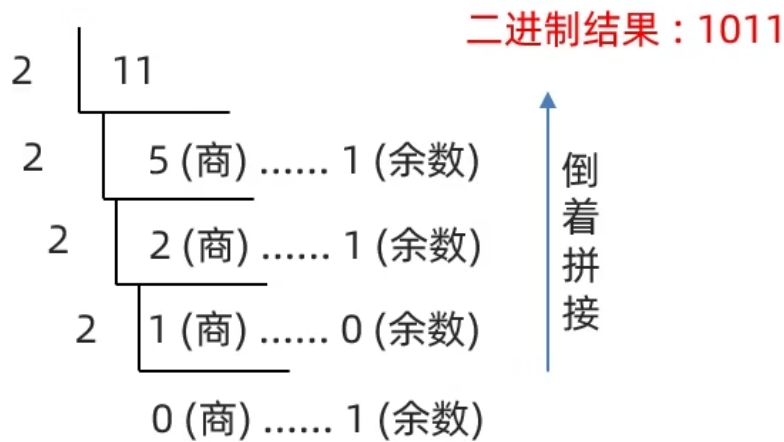 二进制结果：1011
2 11
2 5 (商) ...... 1 (余数)
2 2 (商) ...... 1 (余数)
2 1 (商) ...... 0 (余数)
0 (商) ...... 1 (余数)
倒着拼接